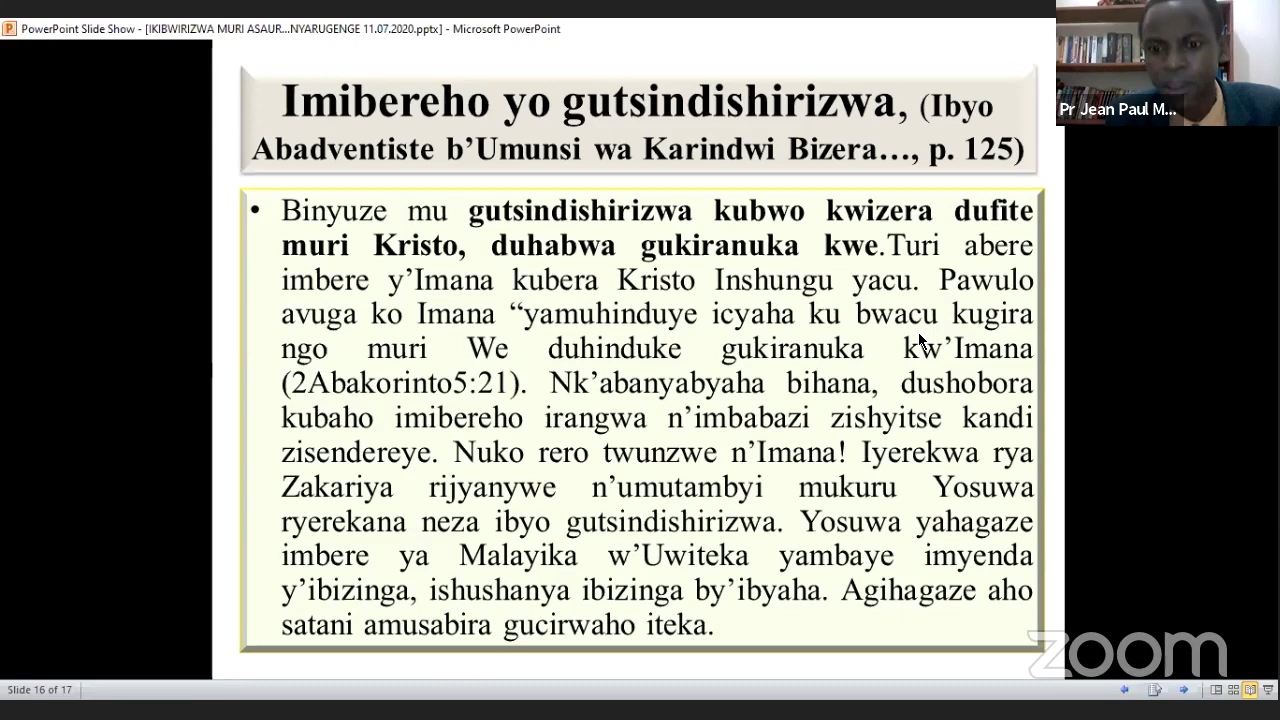 PowerPoint Slide Show - [IKIBWIRIZWA MURI ASAUR...NYARUGENGE 11.07.2020.pptx] - Microsoft PowerPoint
Pr Jean Paul M...
Imibereho yo gutsindishirizwa, (Ibyo
Abadventiste b’Umunsi wa Karindwi Bizera…, p. 125)
• Binyuze mu gutsindishirizwa kubwo kwizera dufite
muri Kristo, duhabwa gukiranuka kwe.Turi abere
imbere y’Imana kubera Kristo Inshungu yacu. Pawulo
avuga ko Imana “yamuhinduye icyaha ku bwacu kugira
ngo muri We duhinduke gukiranuka kw’Imana
(2Abakorinto5:21). Nk’abanyabyaha bihana, dushobora
kubaho imibereho irangwa n’imbabazi zishyitse kandi
zisendereye. Nuko rero twunzwe n’Imana! Iyerekwa rya
Zakariya rijyanywe n’umutambyi mukuru Yosuwa
ryerekana neza ibyo gutsindishirizwa. Yosuwa yahagaze
imbere ya Malayika w’Uwiteka yambaye imyenda
y’ibizinga, ishushanya ibizinga by’ibyaha. Agihagaze aho
satani amusabira gucirwaho iteka.
zoom
Slide 16 of 17